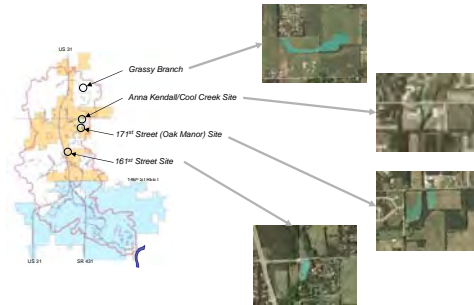 US 31
Grassy Branch
Anna Kendall/Cool Creek Site
171st Street (Oak Manor) Site
161st Street Site
US 31
SR 431